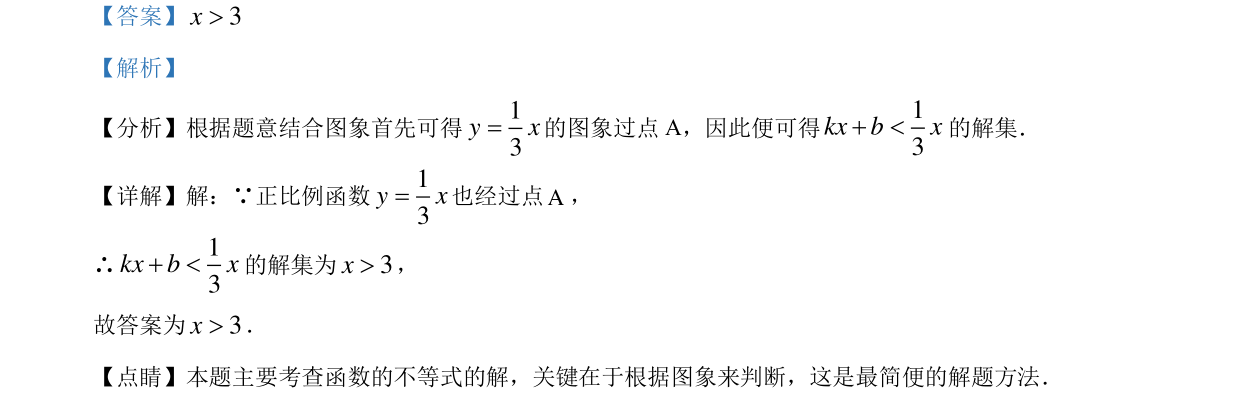 【答案】x > 3
【解析】
【分析】根据题意结合图象首先可得 y = 1/3 x 的图象过点 A，因此便可得 kx + b < 1/3 x 的解集．
【详解】解：∵正比例函数 y = 1/3 x 也经过点 A，
∴ kx + b < 1/3 x 的解集为 x > 3，
故答案为 x > 3．
【点睛】本题主要考查函数的不等式的解，关键在于根据图象来判断，这是最简便的解题方法．